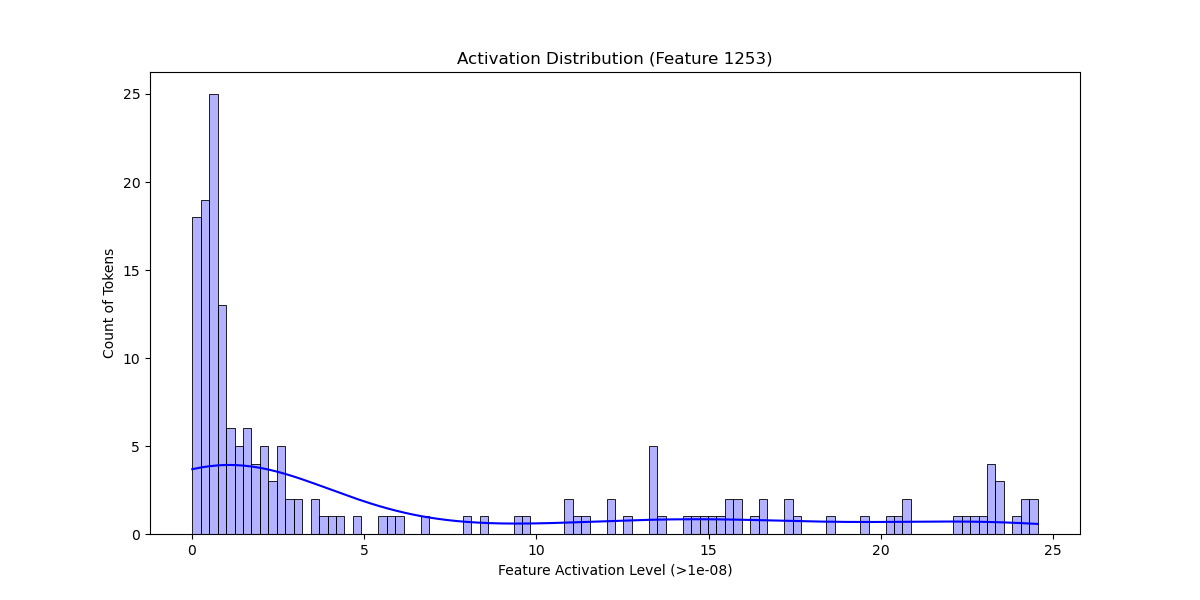 Activation Distribution (Feature 1253)
25
20
15
10
5
0
Count of Tokens
0 5 10 15 20 25
Feature Activation Level (>1e-08)